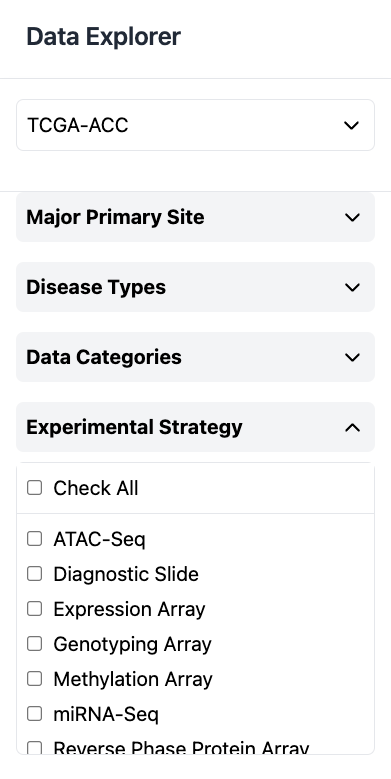 Data Explorer
TCGA-ACC
Major Primary Site
Disease Types
Data Categories
Experimental Strategy
Check All
ATAC-Seq
Diagnostic Slide
Expression Array
Genotyping Array
Methylation Array
miRNA-Seq
Reverse Phase Protein Array